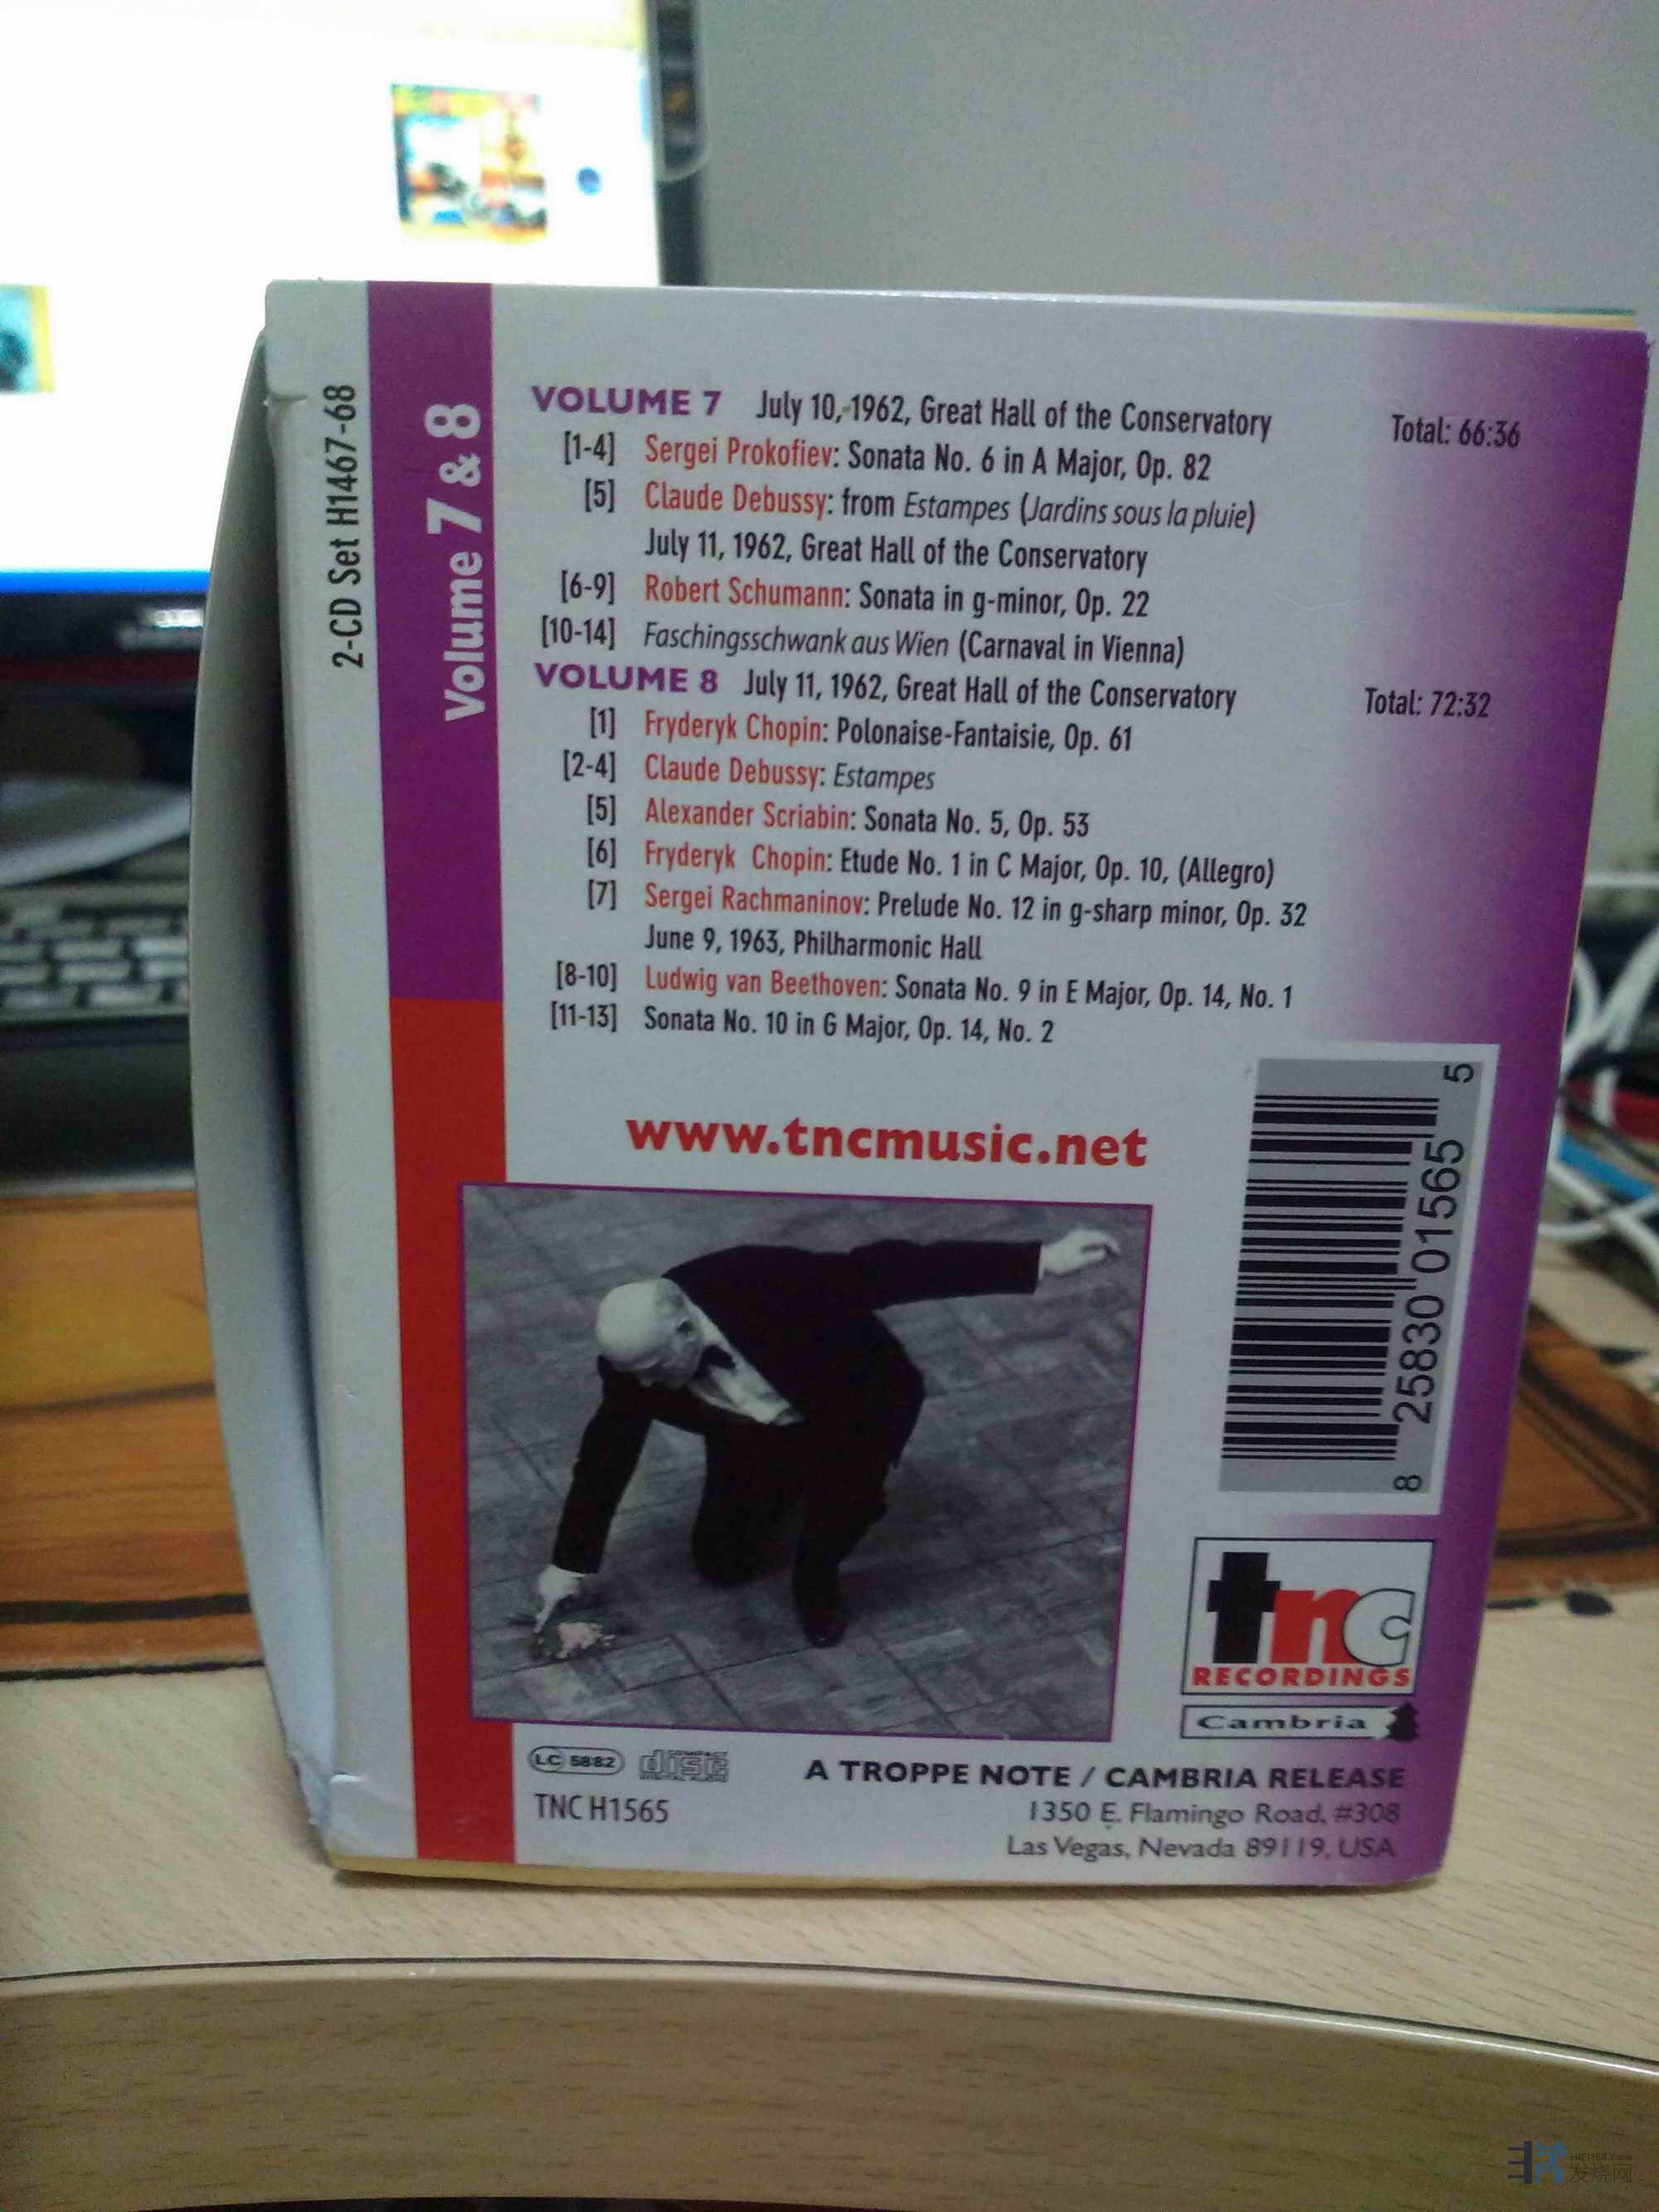 2-CD Set H1467-68
Volume 7 & 8
VOLUME 7 July 10, 1962, Great Hall of the Conservatory Total: 66:36
[1-4] Sergei Prokofiev: Sonata No. 6 in A Major, Op. 82
[5] Claude Debussy: from Estampes (Jardins sous la pluie)
July 11, 1962, Great Hall of the Conservatory
[6-9] Robert Schumann: Sonata in g-minor, Op. 22
[10-14] Faschingsschwank aus Wien (Carnaval in Vienna)
VOLUME 8 July 11, 1962, Great Hall of the Conservatory Total: 72:32
[1] Fryderyk Chopin: Polonaise-Fantaisie, Op. 61
[2-4] Claude Debussy: Estampes
[5] Alexander Scriabin: Sonata No. 5, Op. 53
[6] Fryderyk Chopin: Etude No. 1 in C Major, Op. 10, (Allegro)
[7] Sergei Rachmaninov: Prelude No. 12 in g-sharp minor, Op. 32
June 9, 1963, Philharmonic Hall
[8-10] Ludwig van Beethoven: Sonata No. 9 in E Major, Op. 14, No. 1
[11-13] Sonata No. 10 in G Major, Op. 14, No. 2
www.tncmusic.net
8 25830 01565 5
tnc
RECORDINGS
Cambria
LC 5882
COMPACT
disc
DIGITAL AUDIO
TNC H1565
A TROPPE NOTE / CAMBRIA RELEASE
1350 E. Flamingo Road, #308
Las Vegas, Nevada 89119, USA
HIFI168.com
发烧网